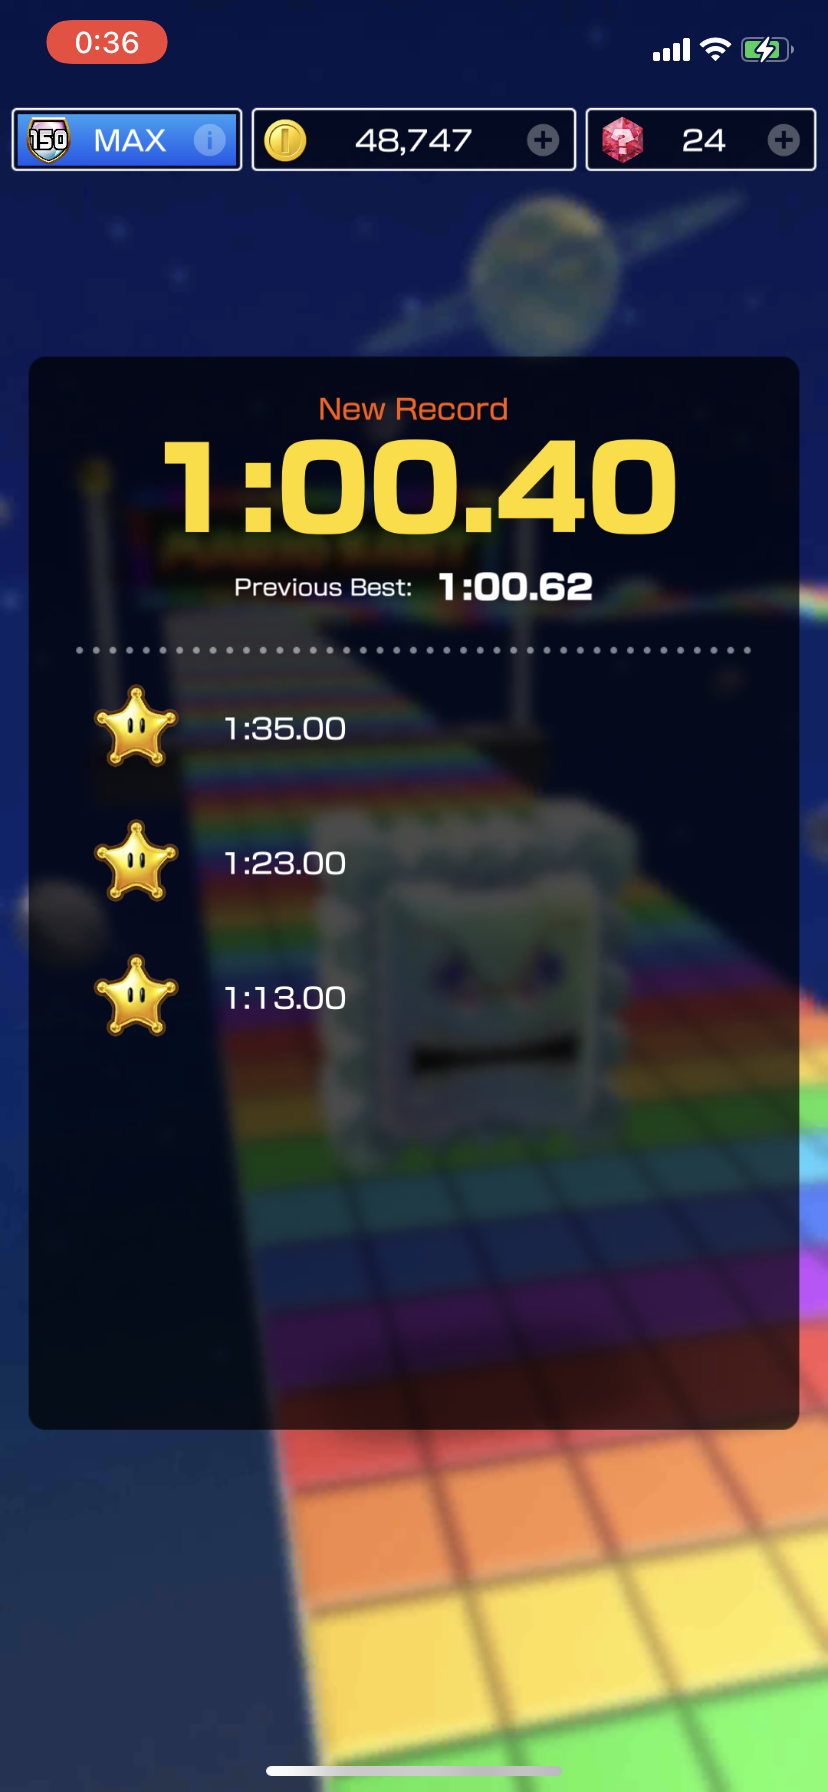 0:36
150 MAX i 48,747 + ? 24 +
New Record
1:00.40
Previous Best: 1:00.62
1:35.00
1:23.00
1:13.00